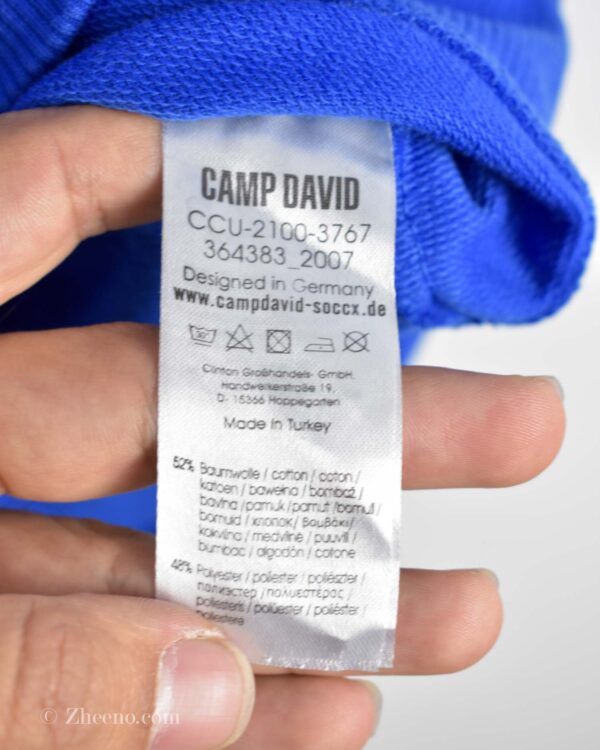 CAMP DAVID
CCU-2100-3767
364383_2007
Designed in Germany
www.campdavid-soccx.de
30°
Clinton Großhandels- GmbH,
Handwerkerstraße 19,
D- 15366 Hoppegarten
Made in Turkey
52% Baumwolle / cotton / coton /
katoen / bawełna / bombaž /
bavlna / pamuk / pamut / bumull /
bomuld / хлопок / βαμβάκι /
kokvilna / medvilnė / puuvill /
bumbac / algodón / cotone
48% Polyester / poliester / poliészter /
полиэстер / πολυεστέρας /
poliesteris / polüester / poliéster /
poliestere
© Zheeno.com